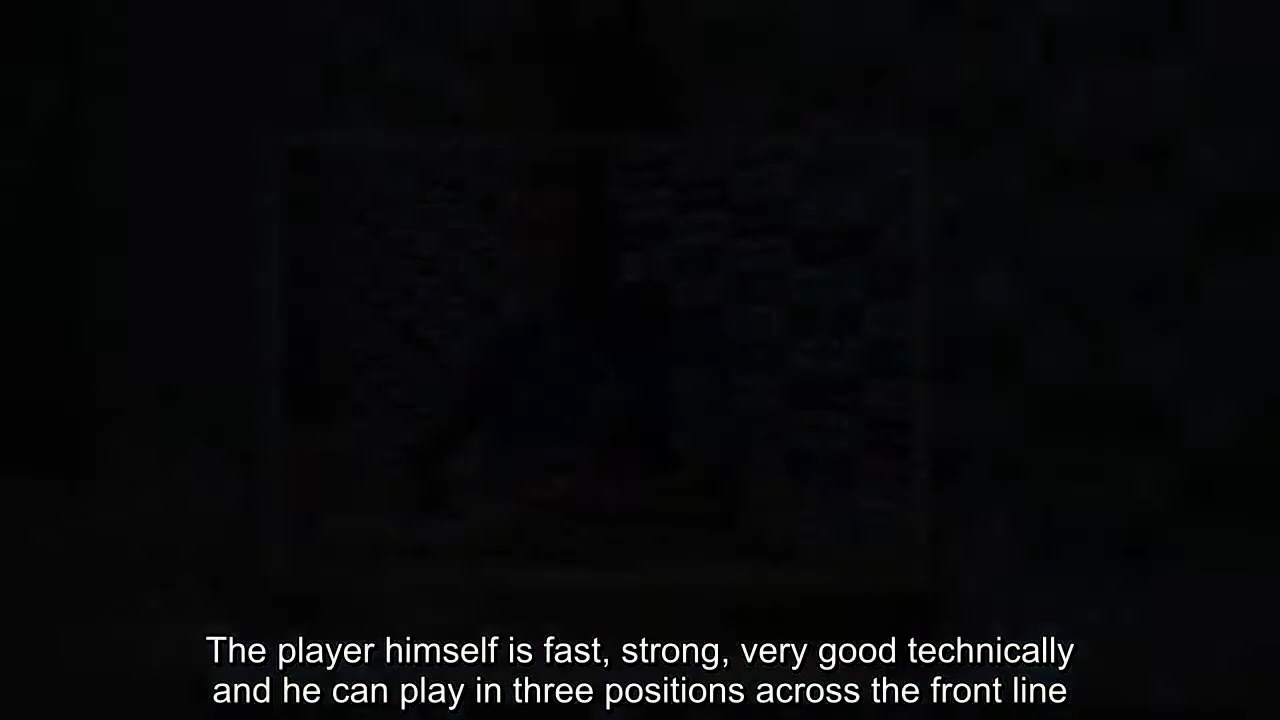 The player himself is fast, strong, very good technically
and he can play in three positions across the front line